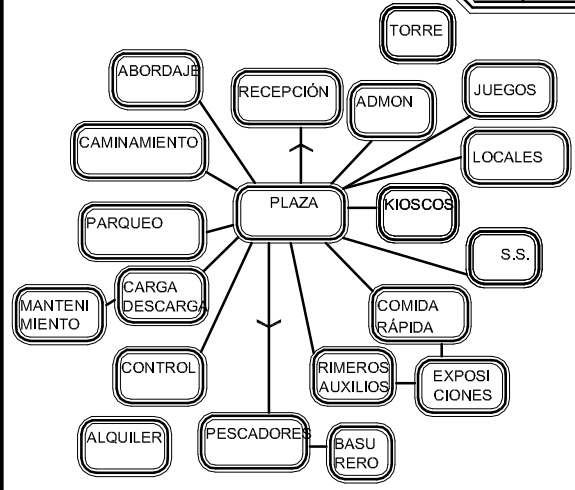 TORRE
ABORDAJE
RECEPCIÓN
ADMON
JUEGOS
CAMINAMIENTO
LOCALES
PLAZA
KIOSCOS
PARQUEO
S.S.
CARGA
DESCARGA
MANTENI
MIENTO
COMIDA
RÁPIDA
CONTROL
RIMEROS
AUXILIOS
EXPOSI
CIONES
ALQUILER
PESCADORES
BASU
RERO